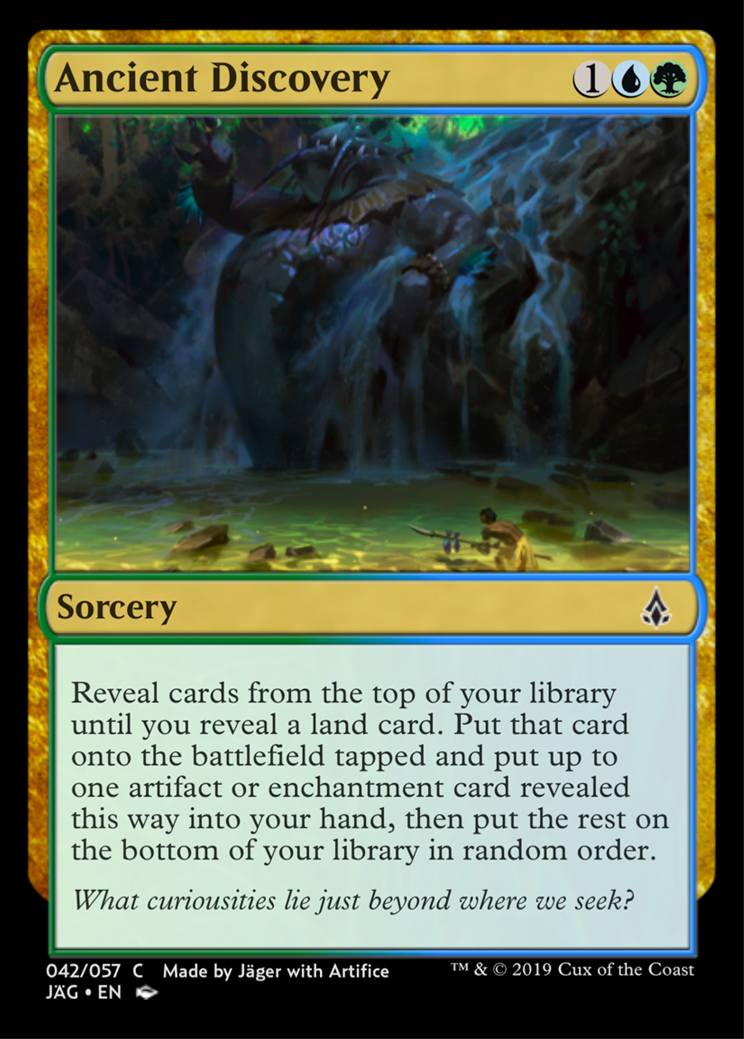 Ancient Discovery 1
Sorcery
Reveal cards from the top of your library
until you reveal a land card. Put that card
onto the battlefield tapped and put up to
one artifact or enchantment card revealed
this way into your hand, then put the rest on
the bottom of your library in random order.
What curiousities lie just beyond where we seek?
042/057 C Made by Jäger with Artifice ™ & © 2019 Cux of the Coast
JÄG • EN